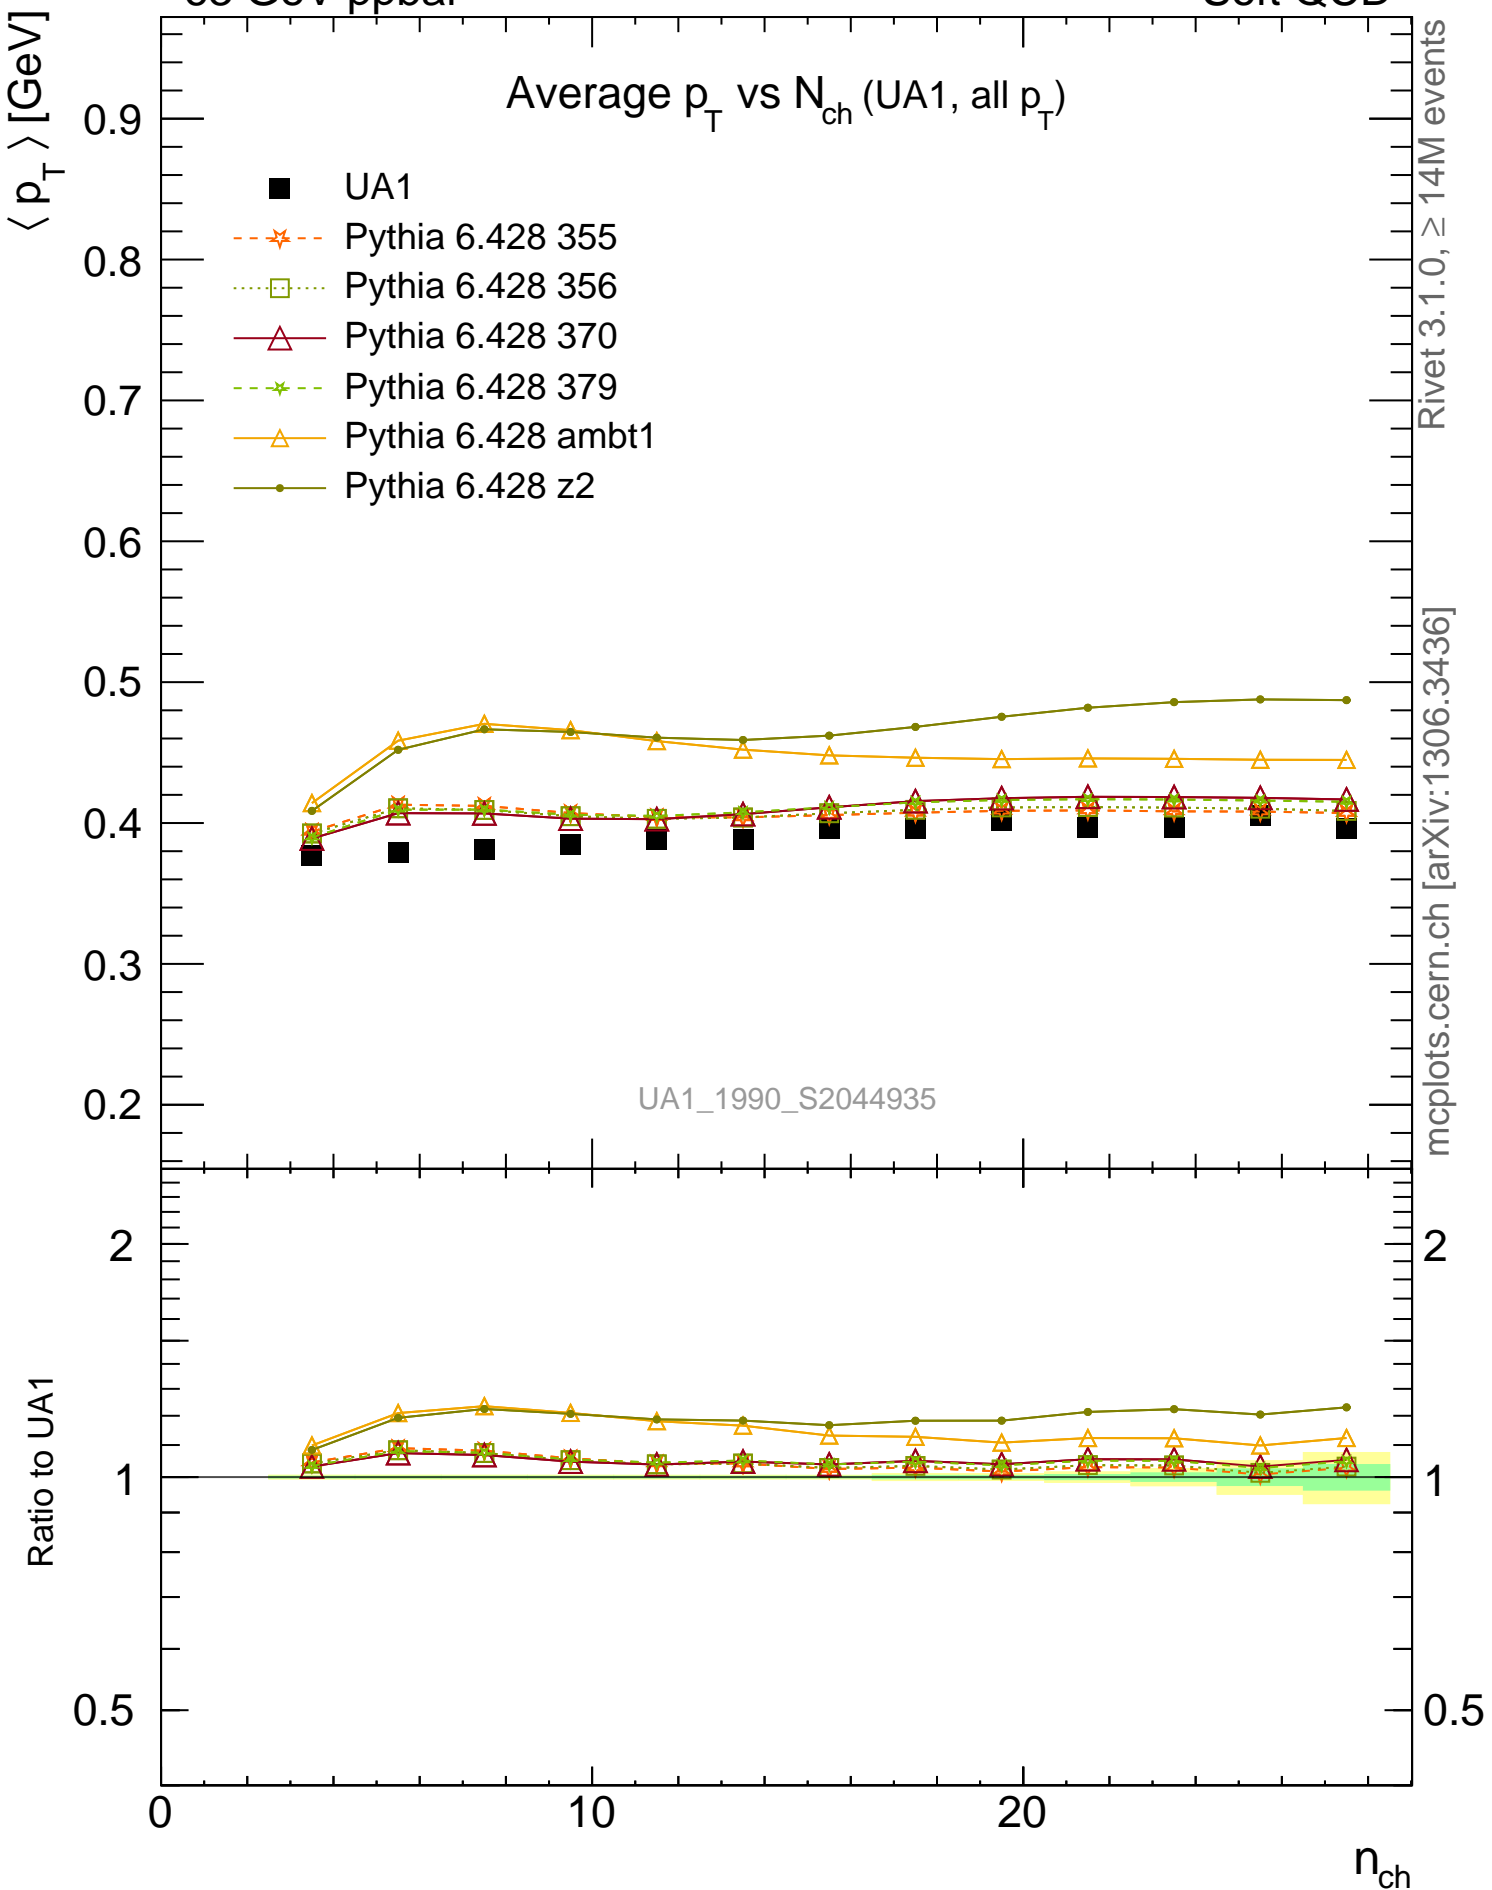 Average p_T vs N_ch (UA1, all p_T)
⟨ p_T ⟩ [GeV]
UA1
Pythia 6.428 355
Pythia 6.428 356
Pythia 6.428 370
Pythia 6.428 379
Pythia 6.428 ambt1
Pythia 6.428 z2
0.9
0.8
0.7
0.6
0.5
0.4
0.3
0.2
UA1_1990_S2044935
Rivet 3.1.0, ≥ 14M events
mcplots.cern.ch [arXiv:1306.3436]
Ratio to UA1
2
1
0.5
2
1
0.5
0
10
20
n_ch